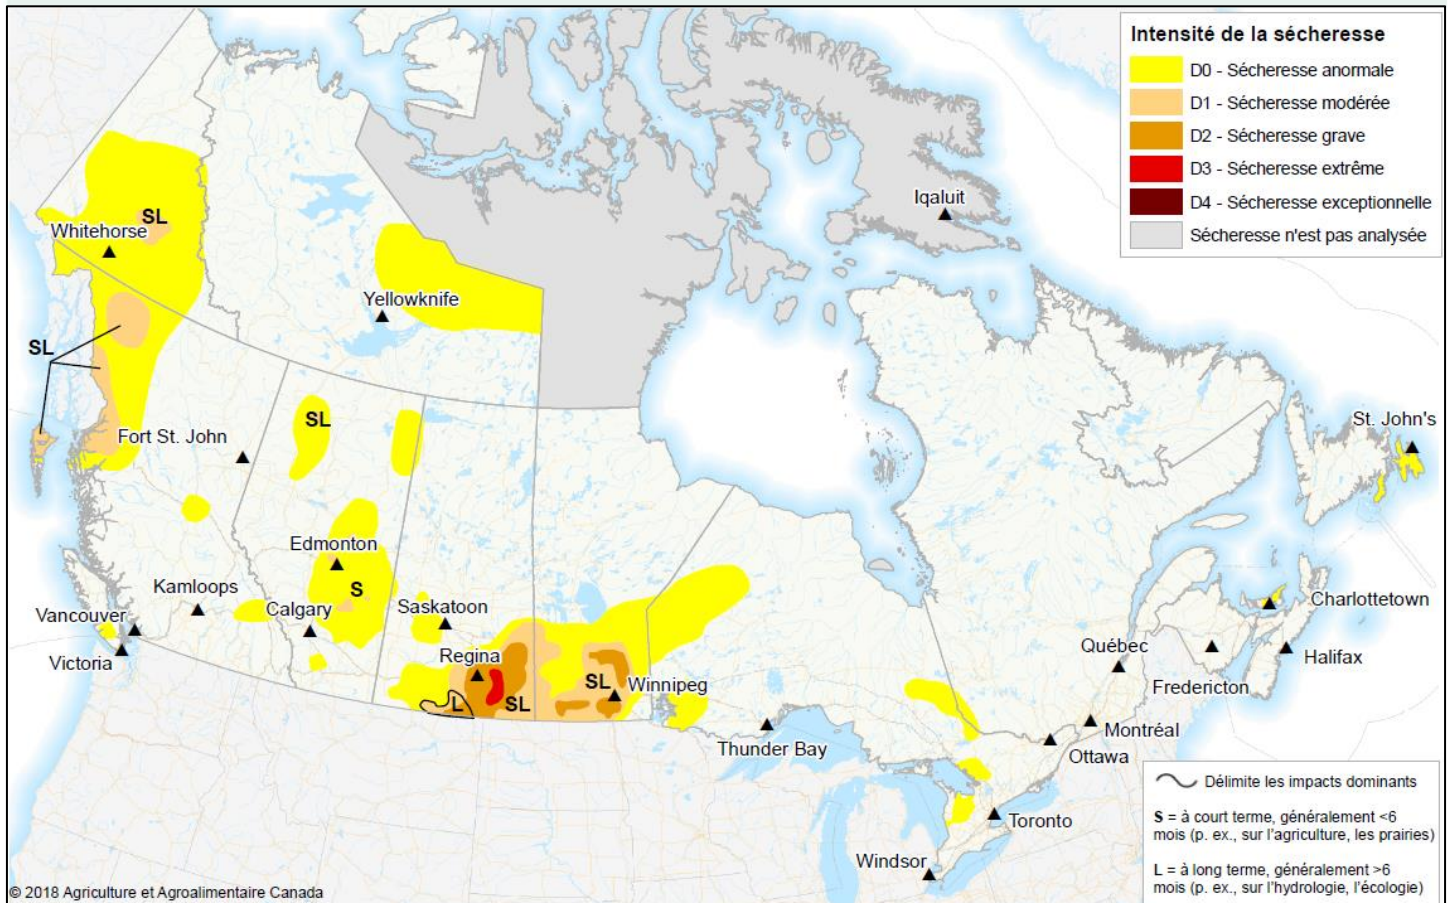 Intensité de la sécheresse
D0 - Sécheresse anormale
D1 - Sécheresse modérée
D2 - Sécheresse grave
D3 - Sécheresse extrême
D4 - Sécheresse exceptionnelle
Sécheresse n'est pas analysée
Iqaluit
SL
Whitehorse
Yellowknife
SL
SL
St. John's
Fort St. John
Edmonton
S
Kamloops
Calgary
Saskatoon
Vancouver
Charlottetown
Victoria
Regina
Québec
Halifax
SL
Winnipeg
L
SL
Fredericton
Thunder Bay
Montréal
Ottawa
Toronto
Windsor
Délimite les impacts dominants
S = à court terme, généralement <6
mois (p. ex., sur l'agriculture, les prairies)
L = à long terme, généralement >6
mois (p. ex., sur l'hydrologie, l'écologie)
© 2018 Agriculture et Agroalimentaire Canada